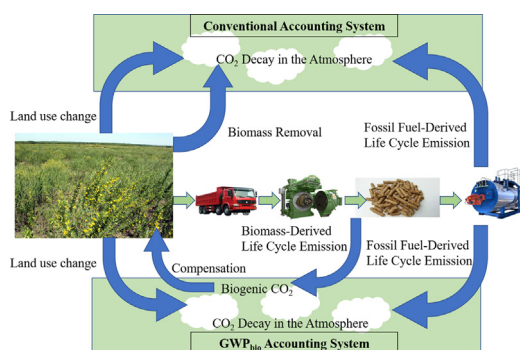 Conventional Accounting System
CO₂ Decay in the Atmosphere
Land use change
Biomass Removal
Fossil Fuel-Derived
Life Cycle Emission
Biomass-Derived
Life Cycle Emission
Fossil Fuel-Derived
Life Cycle Emission
Land use change
Compensation
Biogenic CO₂
CO₂ Decay in the Atmosphere
GWP_bio Accounting System